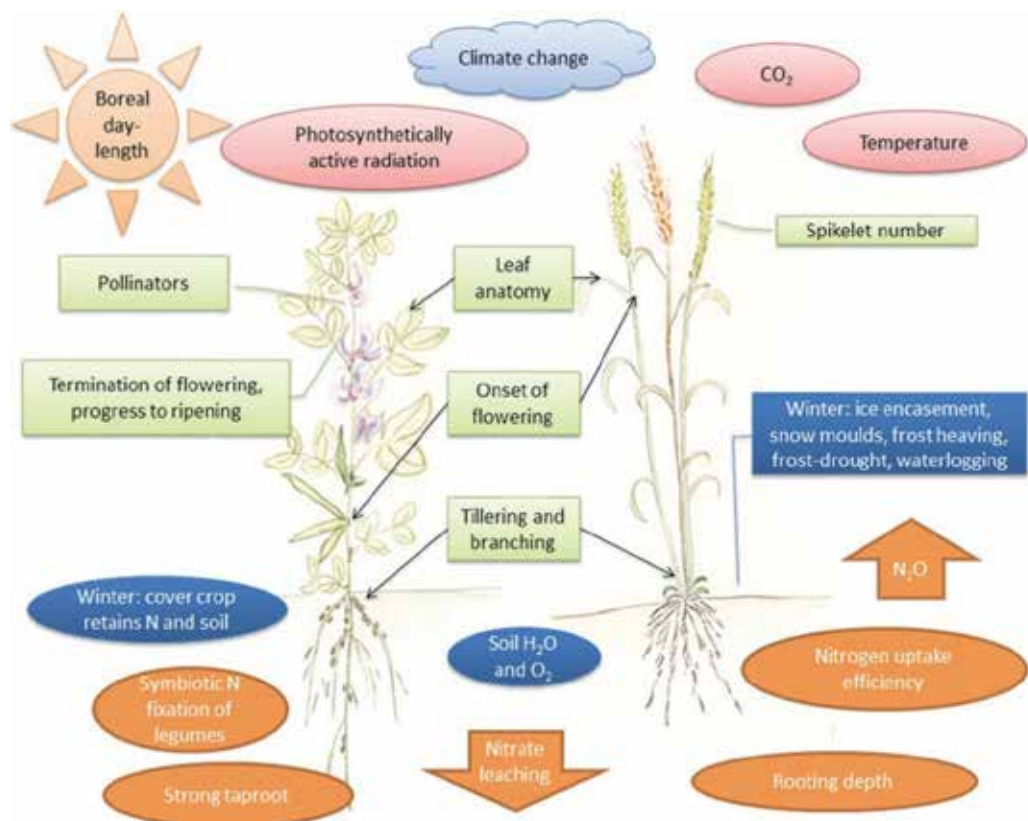 Climate change
CO₂
Boreal
day-
length
Photosynthetically
active radiation
Temperature
Spikelet number
Pollinators
Leaf
anatomy
Termination of flowering,
progress to ripening
Onset of
flowering
Winter: ice encasement,
snow moulds, frost heaving,
frost-drought, waterlogging
Tillering and
branching
N₂O
Winter: cover crop
retains N and soil
Soil H₂O
and O₂
Nitrogen uptake
efficiency
Symbiotic N
fixation of
legumes
Nitrate
leaching
Strong taproot
Rooting depth